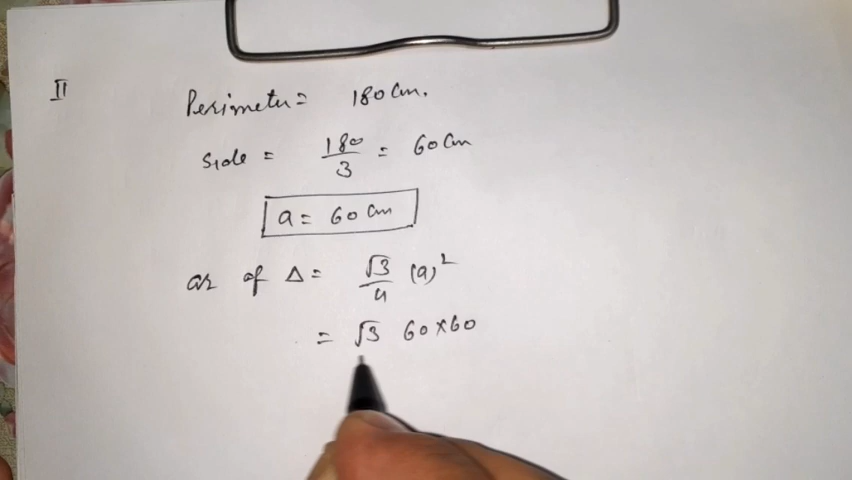 II
Perimeter = 180 cm.
Side = 180/3 = 60 cm
a = 60 cm
ar of Δ = √3/4 (a)²
= √3 60×60